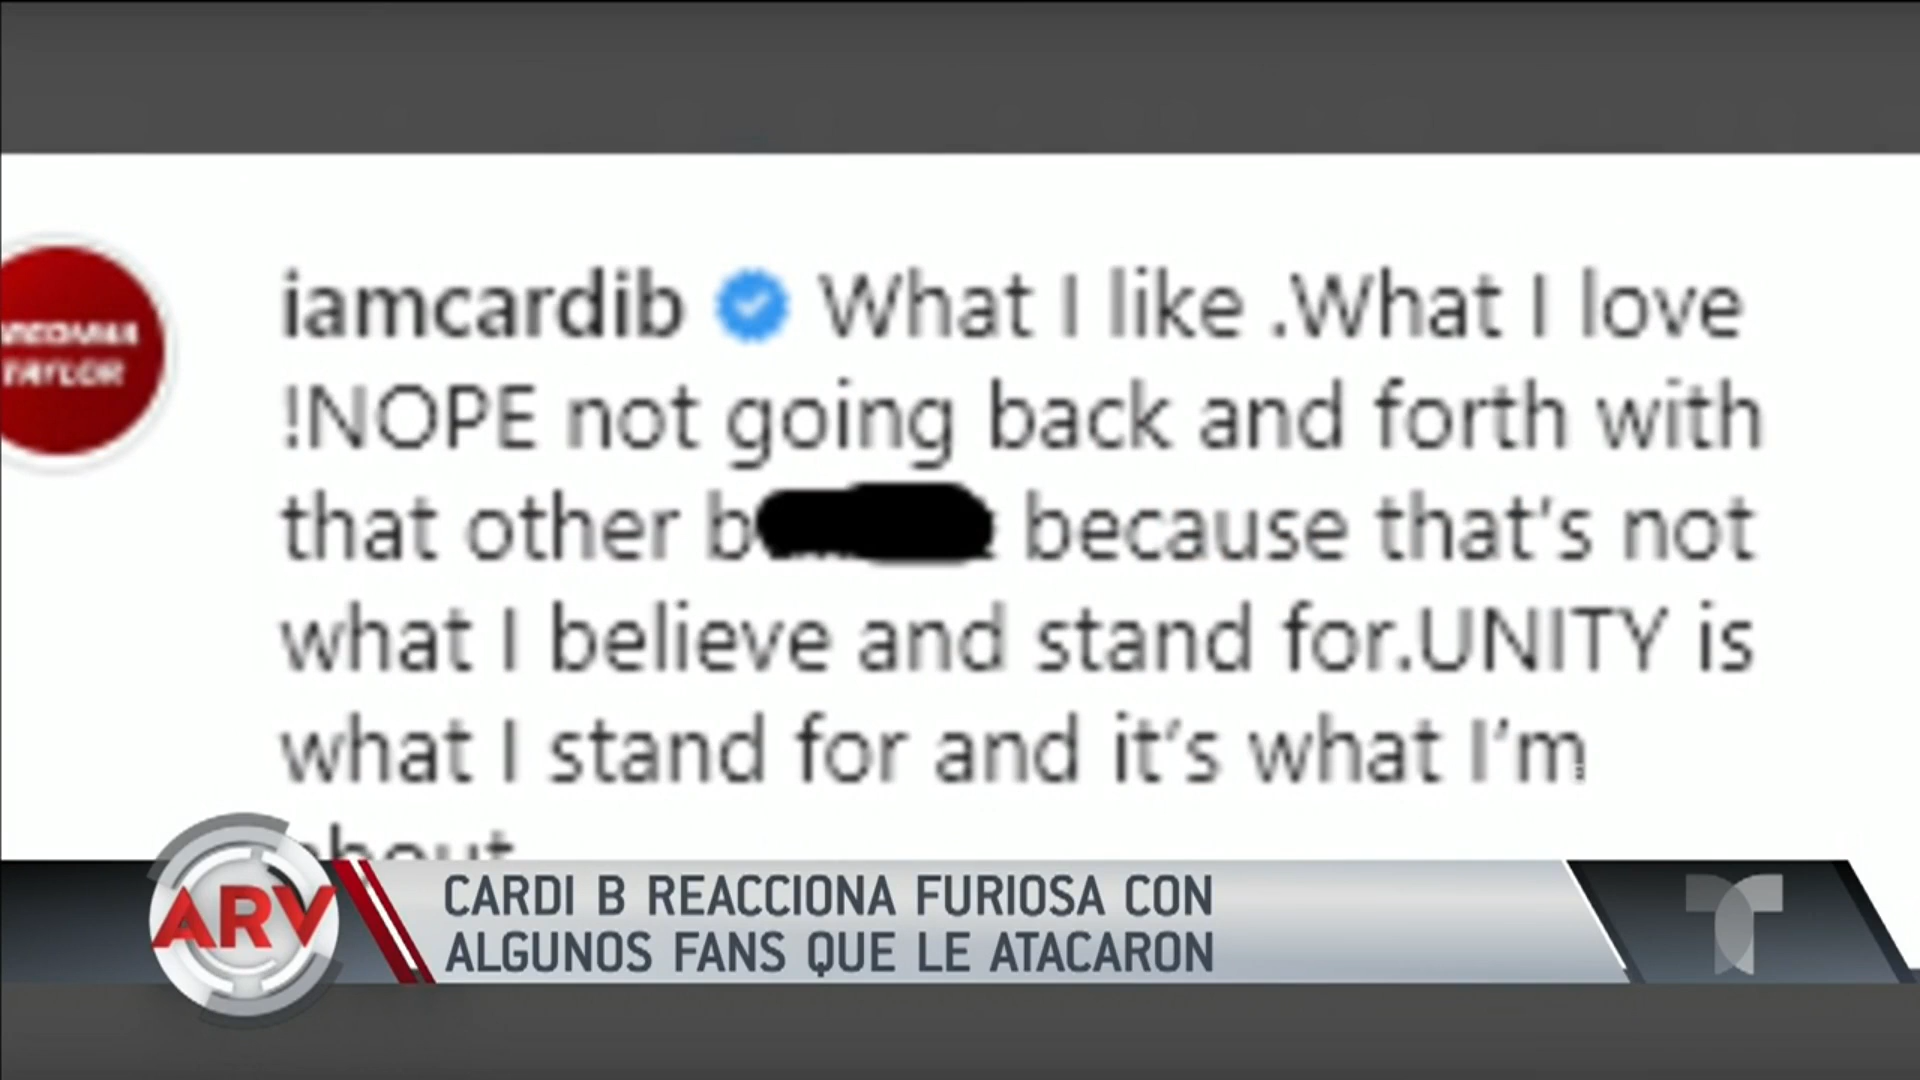 iamcardib What I like .What I love
!NOPE not going back and forth with
that other b because that's not
what I believe and stand for.UNITY is
what I stand for and it's what I'm
about
TAYLOR
ARV
CARDI B REACCIONA FURIOSA CON
ALGUNOS FANS QUE LE ATACARON